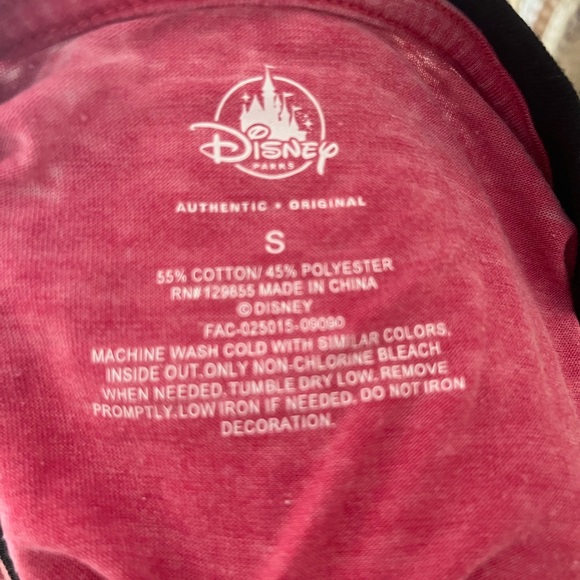 Disney
PARKS
AUTHENTIC • ORIGINAL
S
55% COTTON/ 45% POLYESTER
RN# 129655 MADE IN CHINA
© DISNEY
FAC-025015-09090
MACHINE WASH COLD WITH SIMILAR COLORS,
INSIDE OUT.ONLY NON-CHLORINE BLEACH
WHEN NEEDED. TUMBLE DRY LOW. REMOVE
PROMPTLY. LOW IRON IF NEEDED. DO NOT IRON
DECORATION.